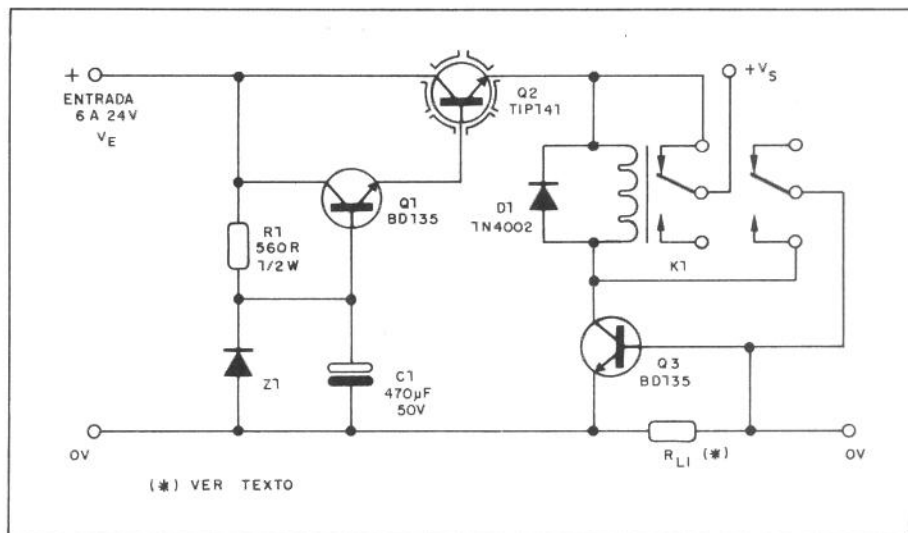 +
ENTRADA
6 A 24V
VE
Q2
TIP141
+VS
Q1
BD135
R1
560R
1/2W
D1
1N4002
K1
Z1
C1
470µF
50V
Q3
BD135
RLI (*)
0V
0V
(*) VER TEXTO